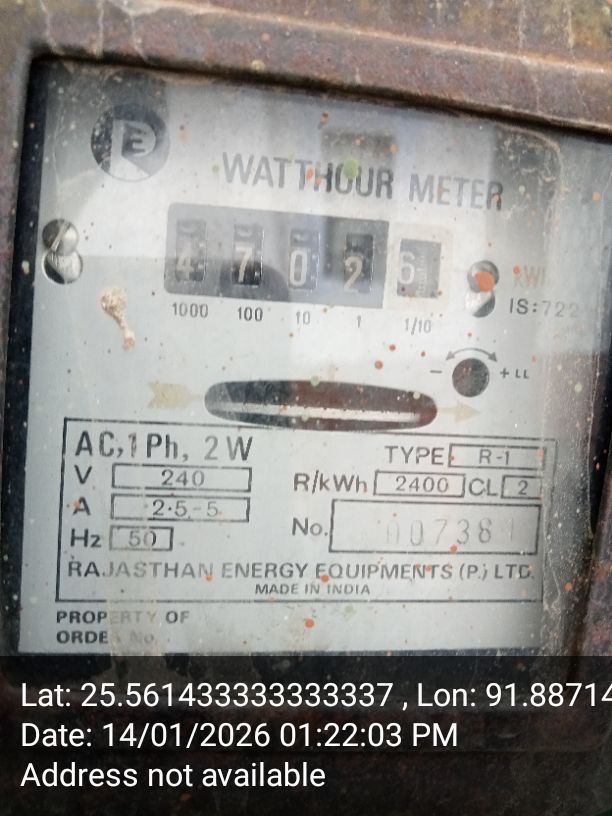 RE
WATTHOUR METER
4 7 0 2 6
1000 100 10 1 1/10
kWh
IS:722
- + LL
AC,1Ph, 2W
TYPE R-1
V 240
R/kWh 2400 CL 2
A 2·5-5
No. 00738
Hz 50
RAJASTHAN ENERGY EQUIPMENTS (P.) LTD.
MADE IN INDIA
PROPERTY OF
ORDER No.
Lat: 25.561433333333337 , Lon: 91.88714
Date: 14/01/2026 01:22:03 PM
Address not available